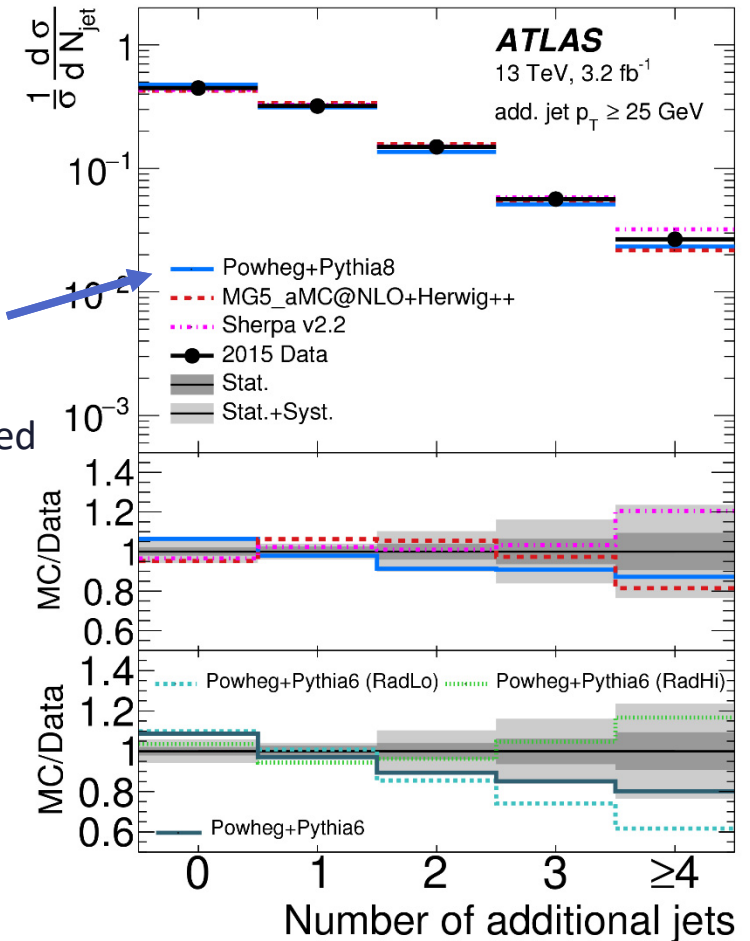 1/σ d σ/d N_jet
ATLAS
13 TeV, 3.2 fb⁻¹
add. jet p_T ≥ 25 GeV
1
10⁻¹
10⁻²
10⁻³
Powheg+Pythia8
MG5_aMC@NLO+Herwig++
Sherpa v2.2
2015 Data
Stat.
Stat.+Syst.
ed
MC/Data
1.4
1.2
1
0.8
0.6
MC/Data
1.4
1.2
1
0.8
0.6
Powheg+Pythia6 (RadLo)
Powheg+Pythia6 (RadHi)
Powheg+Pythia6
0 1 2 3 ≥4
Number of additional jets